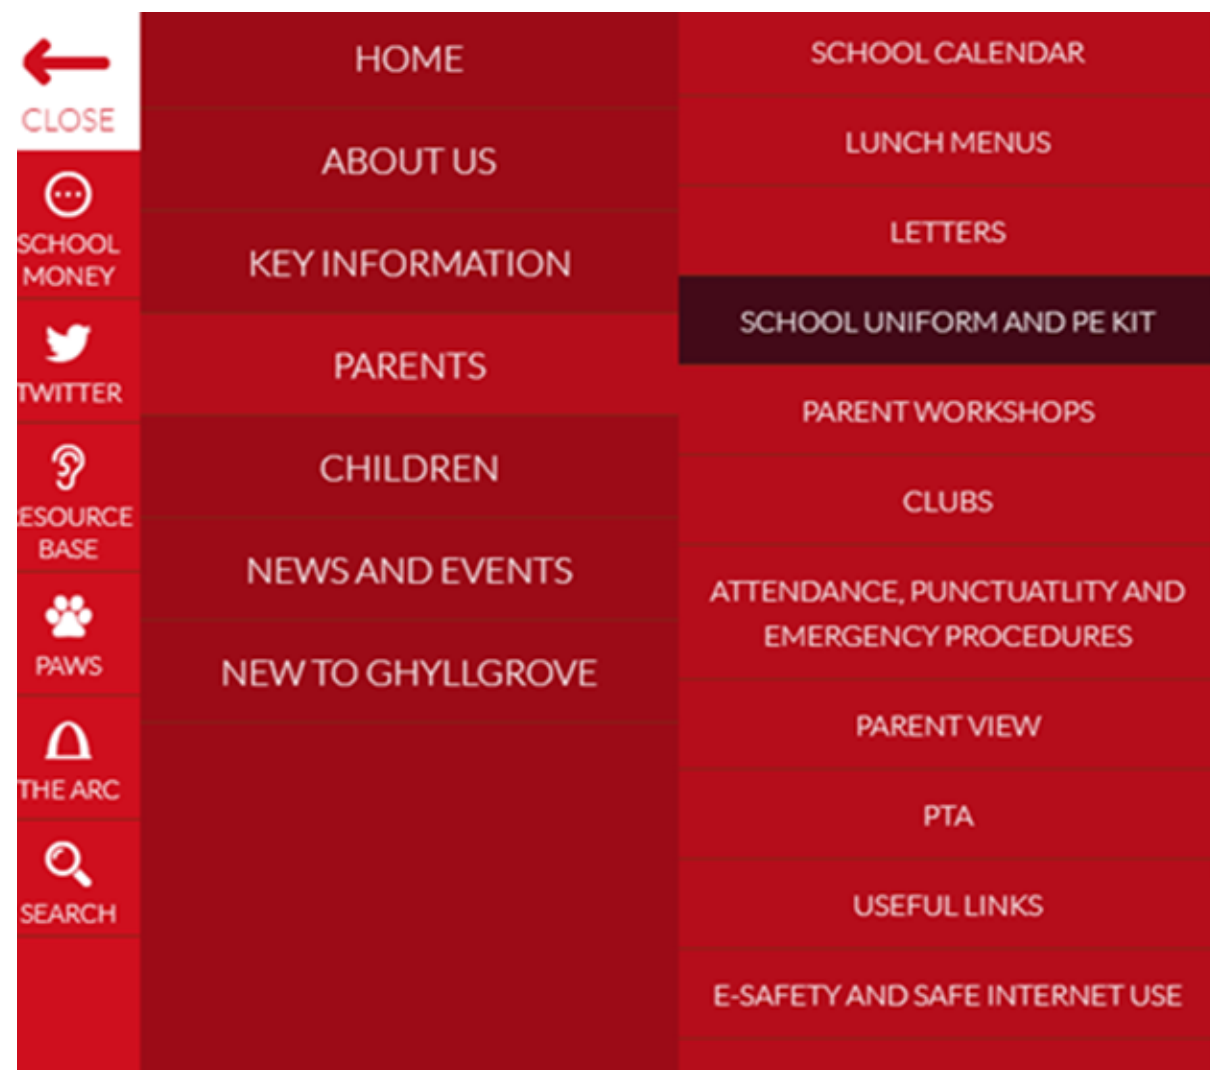 CLOSE
SCHOOL
MONEY
TWITTER
ESOURCE
BASE
PAWS
THE ARC
SEARCH
HOME
ABOUT US
KEY INFORMATION
PARENTS
CHILDREN
NEWS AND EVENTS
NEW TO GHYLLGROVE
SCHOOL CALENDAR
LUNCH MENUS
LETTERS
SCHOOL UNIFORM AND PE KIT
PARENT WORKSHOPS
CLUBS
ATTENDANCE, PUNCTUATLITY AND
EMERGENCY PROCEDURES
PARENT VIEW
PTA
USEFUL LINKS
E-SAFETY AND SAFE INTERNET USE